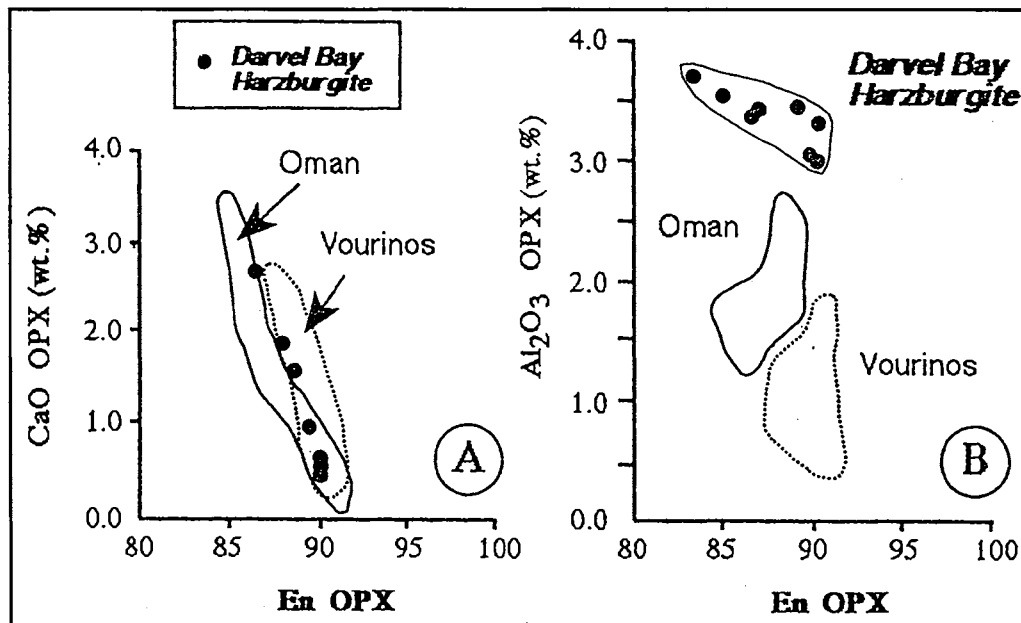 Darvel Bay
Harzburgite
4.0
3.0
2.0
1.0
0.0
CaO OPX (wt.%)
Oman
Vourinos
A
80 85 90 95 100
En OPX
4.0
3.0
2.0
1.0
0.0
Al₂O₃ OPX (wt.%)
Darvel Bay
Harzburgite
Oman
Vourinos
B
80 85 90 95 100
En OPX